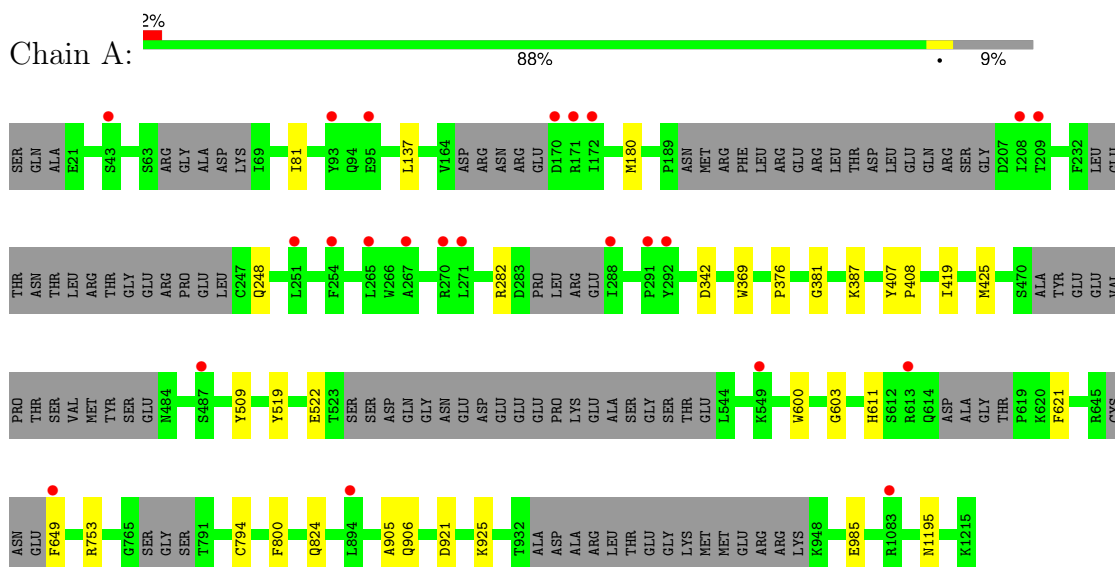 2%
Chain A:
88% • 9%
SER GLN ALA E21 S43 S63 ARG GLY ALA ASP LYS I69 I81 Y93 Q94 E95 L137 V164 ASP ARG ASN ARG GLU D170 R171 I172 M180 P189 ASN MET ARG PHE LEU ARG GLU ARG LEU THR ASP LEU GLU GLN ARG SER GLY D207 I208 T209 F232 LEU GLU
THR ASN THR LEU ARG THR GLY GLU ARG PRO GLU LEU C247 Q248 L251 F254 L265 W266 A267 R270 L271 R282 D283 PRO LEU ARG GLU I288 P291 Y292 D342 W369 P376 G381 K387 Y407 P408 I419 M425 S470 ALA TYR GLU GLU VAL
PRO THR SER VAL MET TYR SER GLU N484 S487 Y509 Y519 E522 T523 SER SER ASP GLN GLY ASN GLU ASP GLU GLU GLU PRO LYS GLU ALA SER GLY SER THR GLU L544 K549 W600 G603 H611 S612 R613 Q614 ASP ALA GLY THR P619 K620 F621 R645 CYS
ASN GLU F649 R753 G765 SER GLY SER T791 C794 F800 Q824 L894 A905 Q906 D921 K925 T932 ALA ASP ALA ARG LEU THR GLU GLY LYS MET MET GLU ARG ARG LYS K948 E985 R1083 N1195 K1215